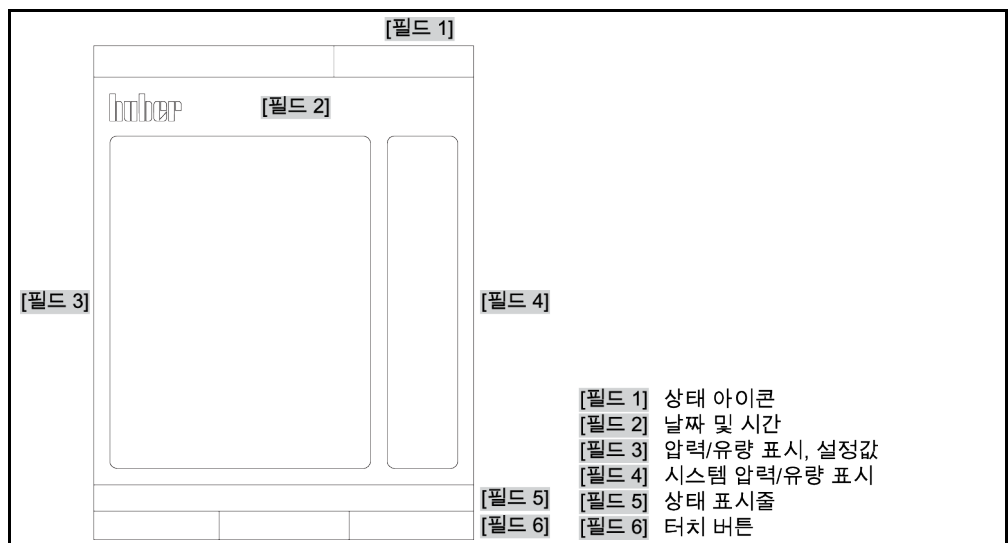 [필드 1]
huber
[필드 2]
[필드 3]
[필드 4]
[필드 5]
[필드 6]
[필드 1] 상태 아이콘
[필드 2] 날짜 및 시간
[필드 3] 압력/유량 표시, 설정값
[필드 4] 시스템 압력/유량 표시
[필드 5] 상태 표시줄
[필드 6] 터치 버튼